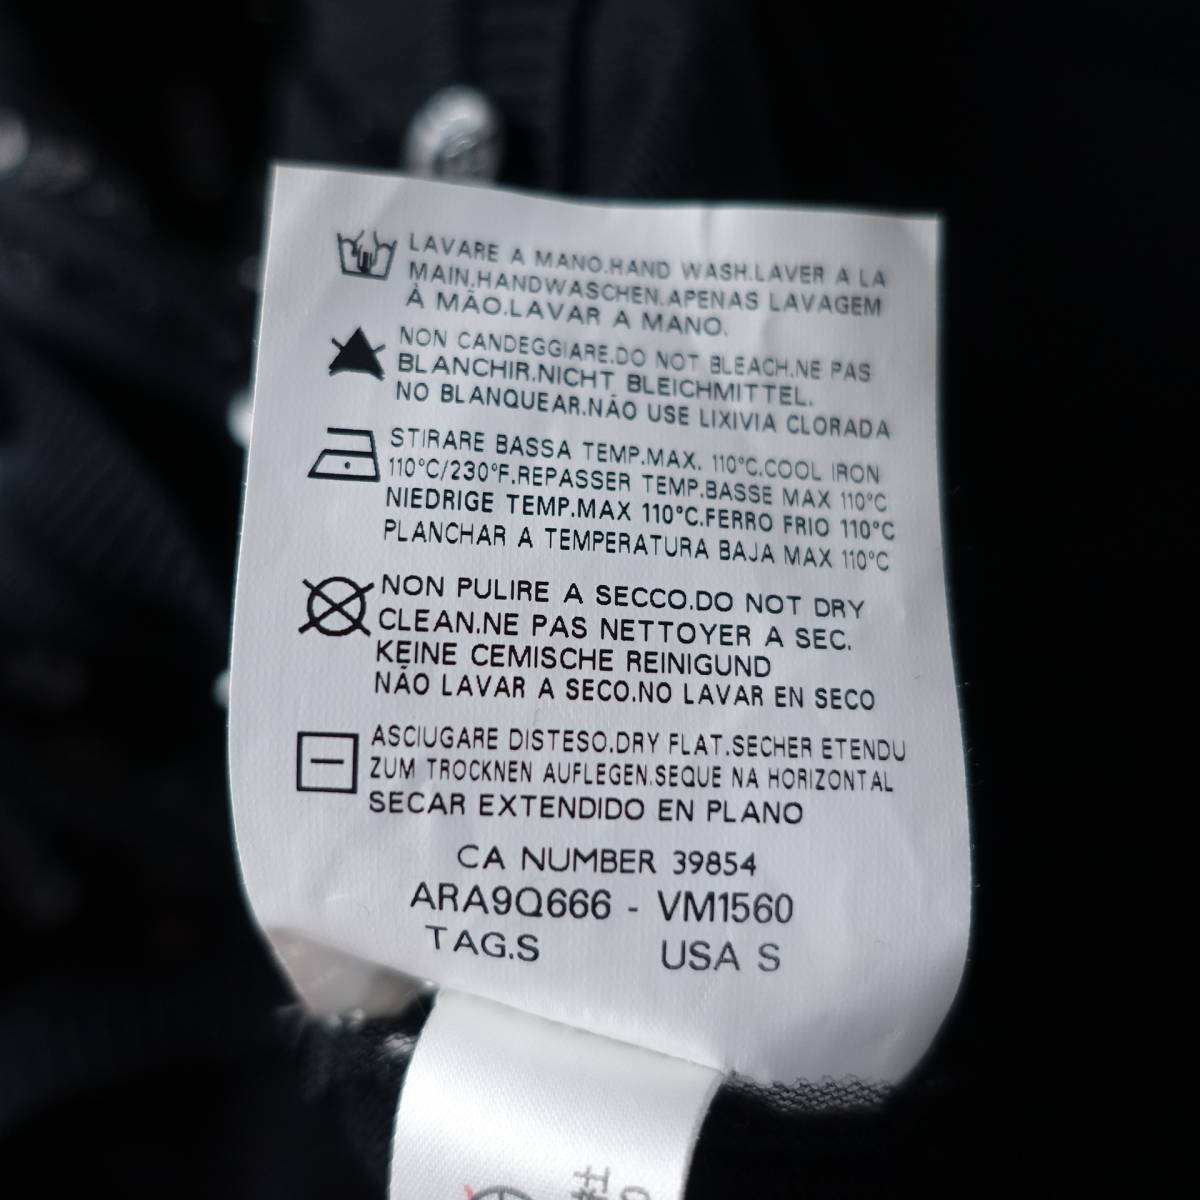 LAVARE A MANO.HAND WASH.LAVER A LA
MAIN.HANDWASCHEN.APENAS LAVAGEM
À MÃO.LAVAR A MANO.
NON CANDEGGIARE.DO NOT BLEACH.NE PAS
BLANCHIR.NICHT BLEICHMITTEL.
NO BLANQUEAR.NÃO USE LIXIVIA CLORADA
STIRARE BASSA TEMP.MAX. 110°C.COOL IRON
110°C/230°F.REPASSER TEMP.BASSE MAX 110°C
NIEDRIGE TEMP.MAX 110°C.FERRO FRIO 110°C
PLANCHAR A TEMPERATURA BAJA MAX 110°C
NON PULIRE A SECCO.DO NOT DRY
CLEAN.NE PAS NETTOYER A SEC.
KEINE CEMISCHE REINIGUND
NÃO LAVAR A SECO.NO LAVAR EN SECO
ASCIUGARE DISTESO.DRY FLAT.SECHER ETENDU
ZUM TROCKNEN AUFLEGEN.SEQUE NA HORIZONTAL
SECAR EXTENDIDO EN PLANO
CA NUMBER 39854
ARA9Q666 - VM1560
TAG.S USA S